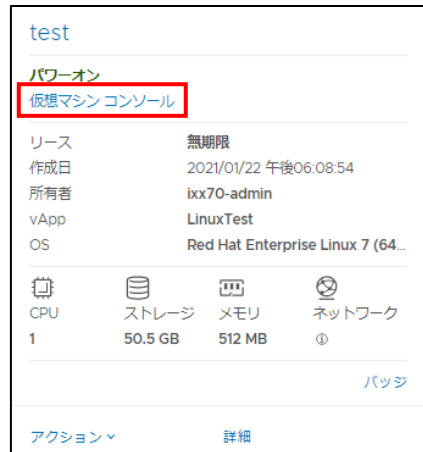 test
パワーオン
仮想マシン コンソール
リース 無期限
作成日 2021/01/22 午後06:08:54
所有者 ixx70-admin
vApp LinuxTest
OS Red Hat Enterprise Linux 7 (64...
CPU ストレージ メモリ ネットワーク
1 50.5 GB 512 MB
バッジ
アクション 詳細